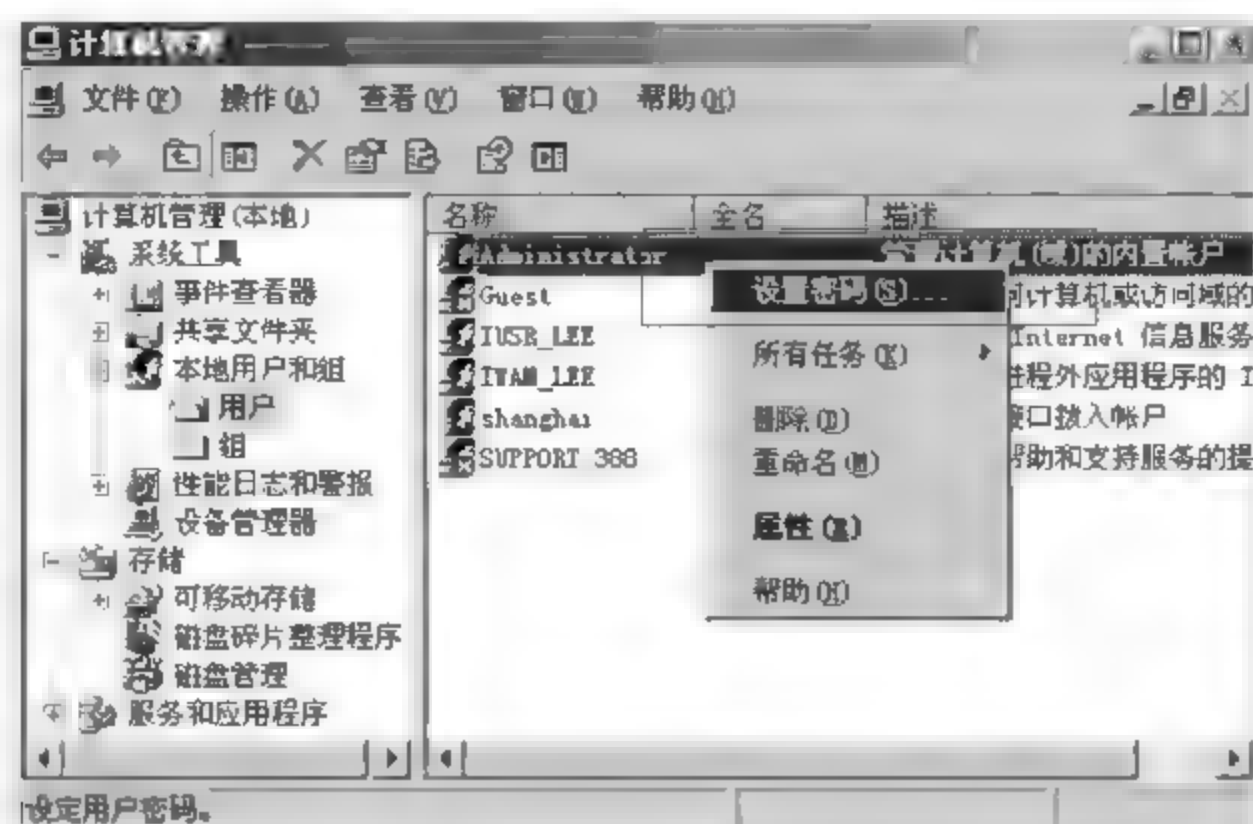 计算机管理
文件(F) 操作(A) 查看(V) 窗口(W) 帮助(H)
计算机管理(本地)
系统工具
事件查看器
共享文件夹
本地用户和组
用户
组
性能日志和警报
设备管理器
存储
可移动存储
磁盘碎片整理程序
磁盘管理
服务和应用程序
名称 全名 描述
Administrator 管理计算机(域)的内置帐户
Guest 计算机或访问域的
IUSR_LEE Internet 信息服务
IWAM_LEE 进程外应用程序的 I
shanghai 接口拨入帐户
SUPPORT_388 帮助和支持服务的提
设置密码(S)...
所有任务(K)
删除(D)
重命名(M)
属性(R)
帮助(H)
设定用户密码。